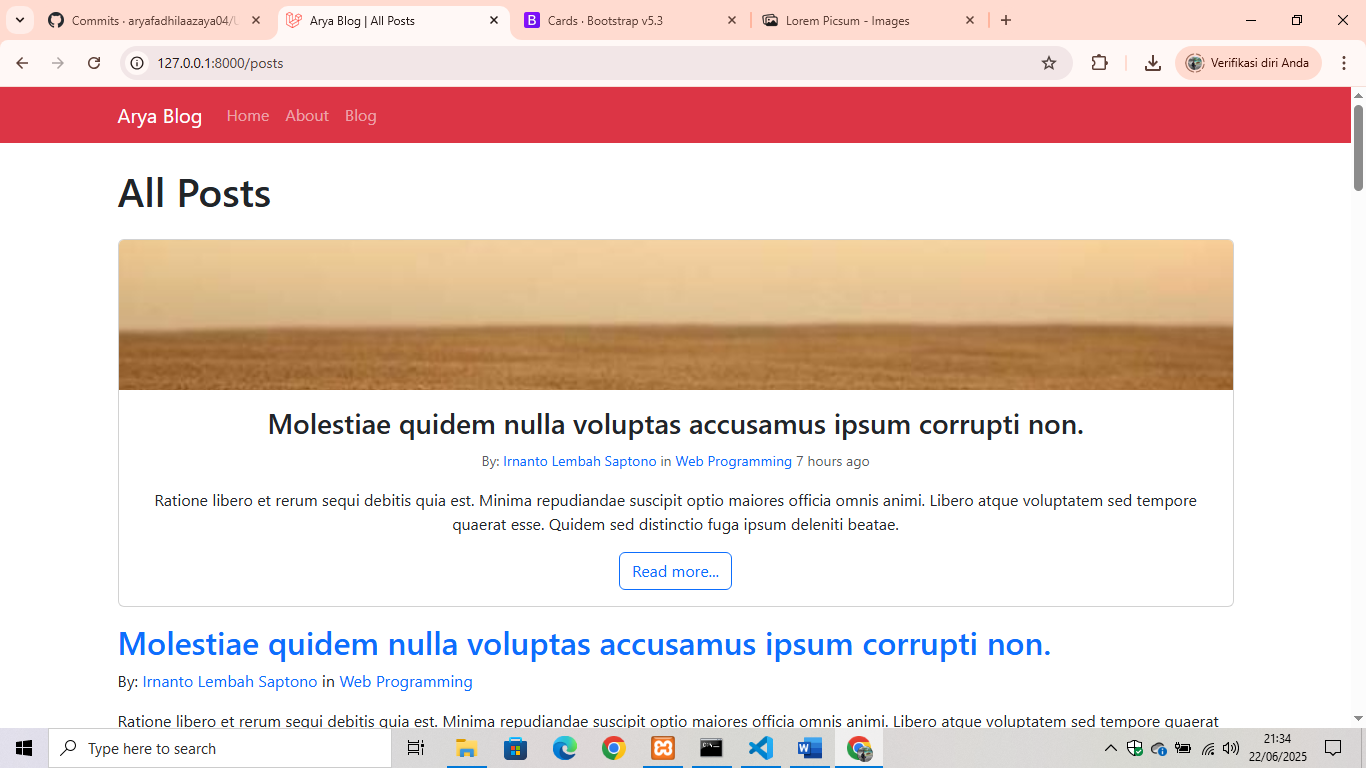 Commits · aryafadhilaazaya04/U
Arya Blog | All Posts
Cards · Bootstrap v5.3
Lorem Picsum - Images
127.0.0.1:8000/posts
Verifikasi diri Anda
Arya Blog
Home
About
Blog
All Posts
Molestiae quidem nulla voluptas accusamus ipsum corrupti non.
By: Irnanto Lembah Saptono in Web Programming 7 hours ago
Ratione libero et rerum sequi debitis quia est. Minima repudiandae suscipit optio maiores officia omnis animi. Libero atque voluptatem sed tempore
quaerat esse. Quidem sed distinctio fuga ipsum deleniti beatae.
Read more...
Molestiae quidem nulla voluptas accusamus ipsum corrupti non.
By: Irnanto Lembah Saptono in Web Programming
Ratione libero et rerum sequi debitis quia est. Minima repudiandae suscipit optio maiores officia omnis animi. Libero atque voluptatem sed tempore quaerat
Type here to search
21:34
22/06/2025